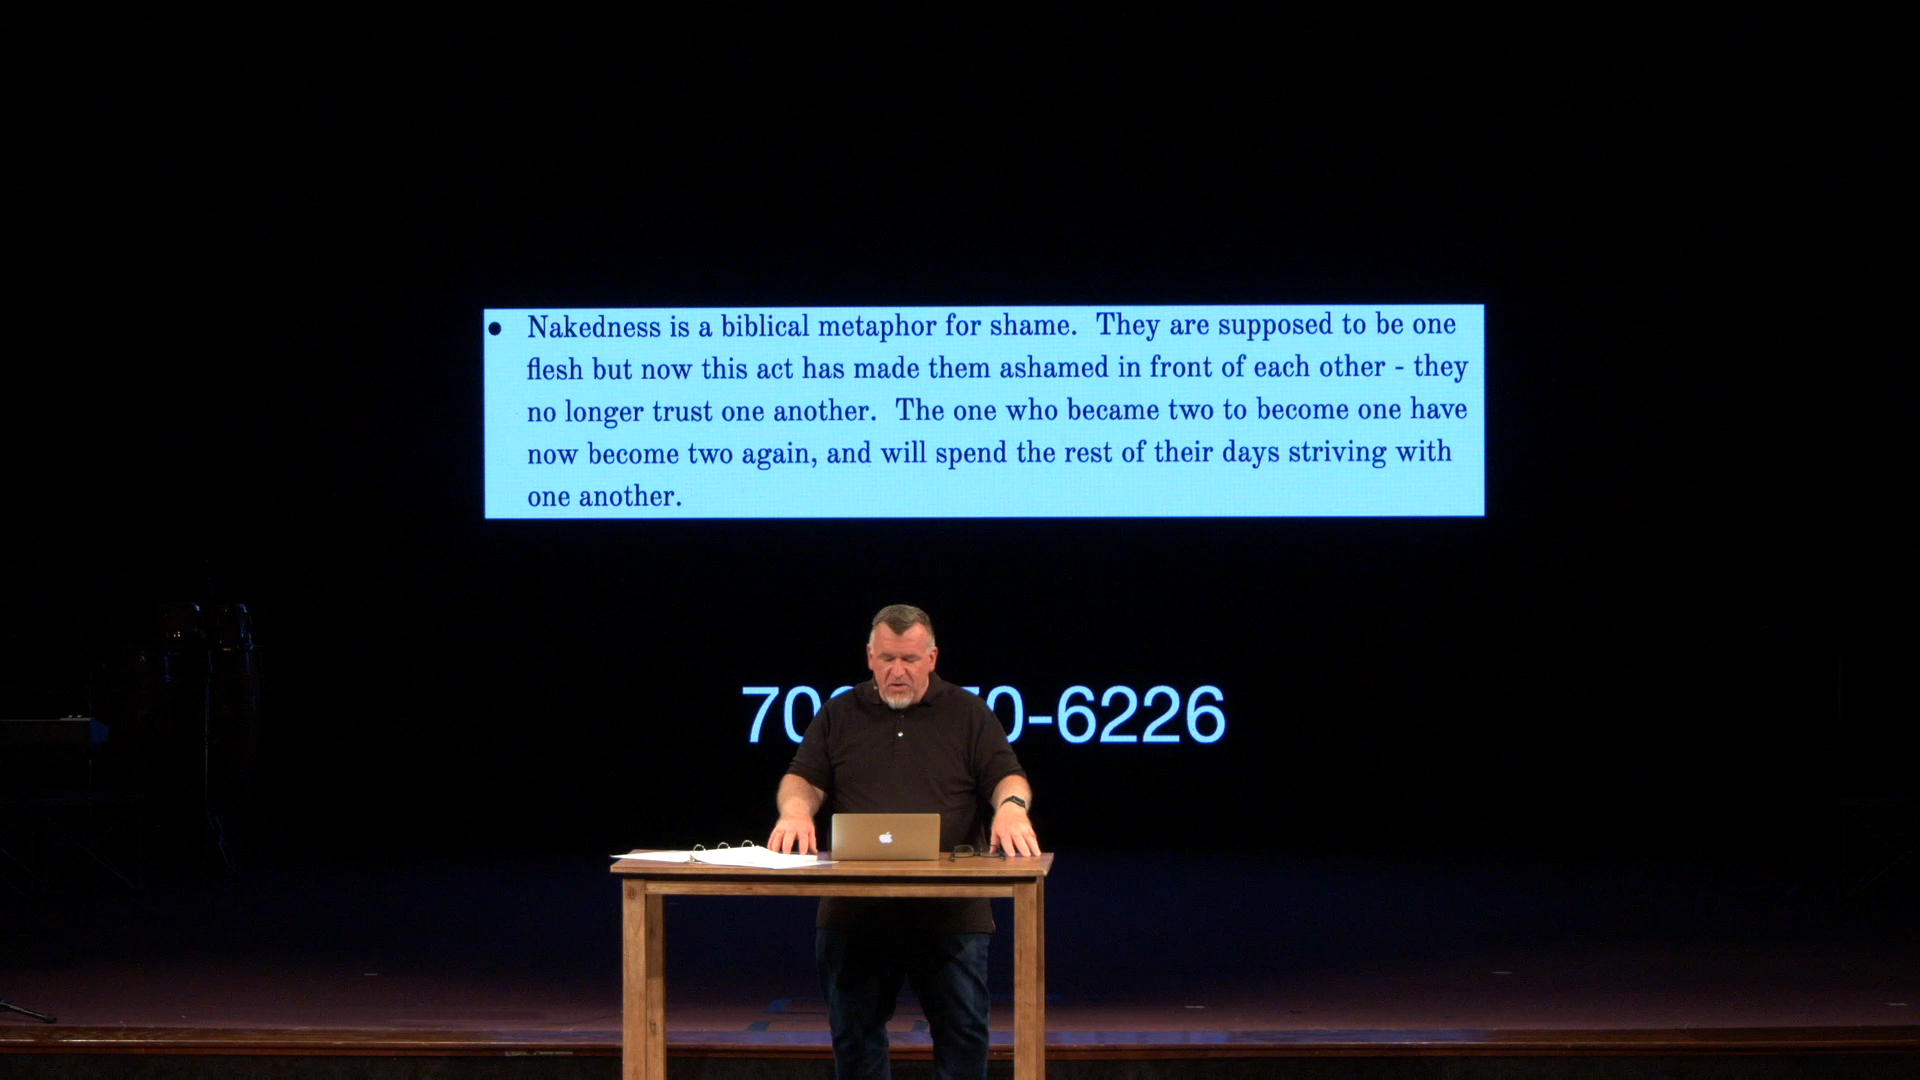 ● Nakedness is a biblical metaphor for shame.  They are supposed to be one
flesh but now this act has made them ashamed in front of each other - they
no longer trust one another.  The one who became two to become one have
now become two again, and will spend the rest of their days striving with
one another.
70 0-6226